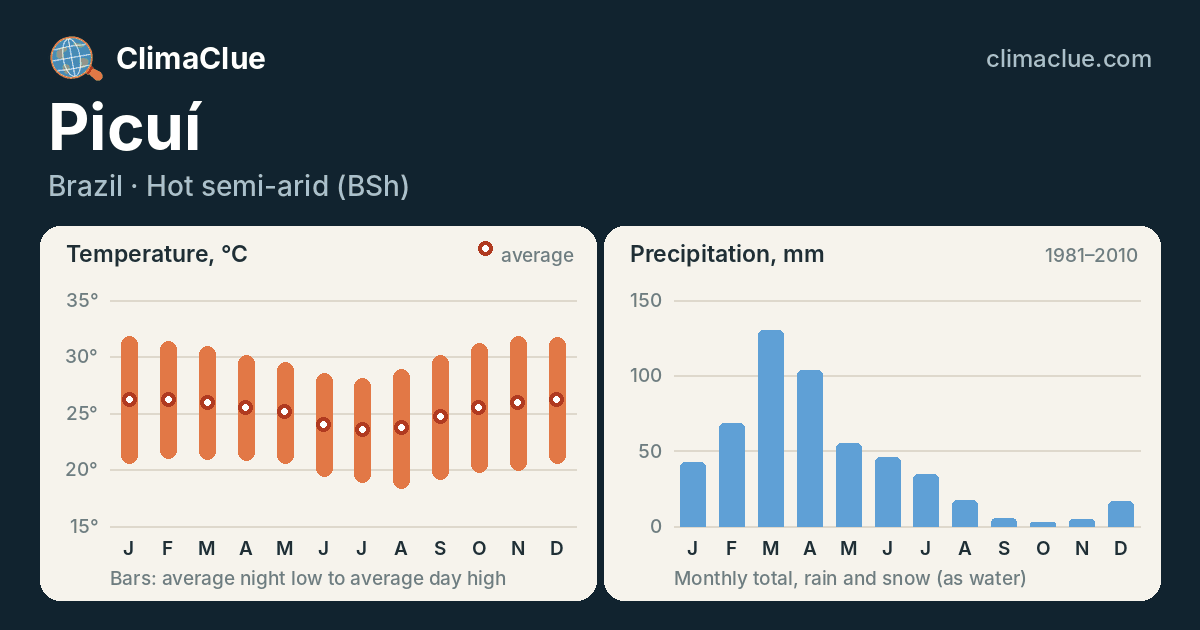 ClimaClue
climaclue.com
Picuí
Brazil · Hot semi-arid (BSh)
Temperature, °C
average
35°
30°
25°
20°
15°
J F M A M J J A S O N D
Bars: average night low to average day high
Precipitation, mm
1981–2010
150
100
50
0
J F M A M J J A S O N D
Monthly total, rain and snow (as water)